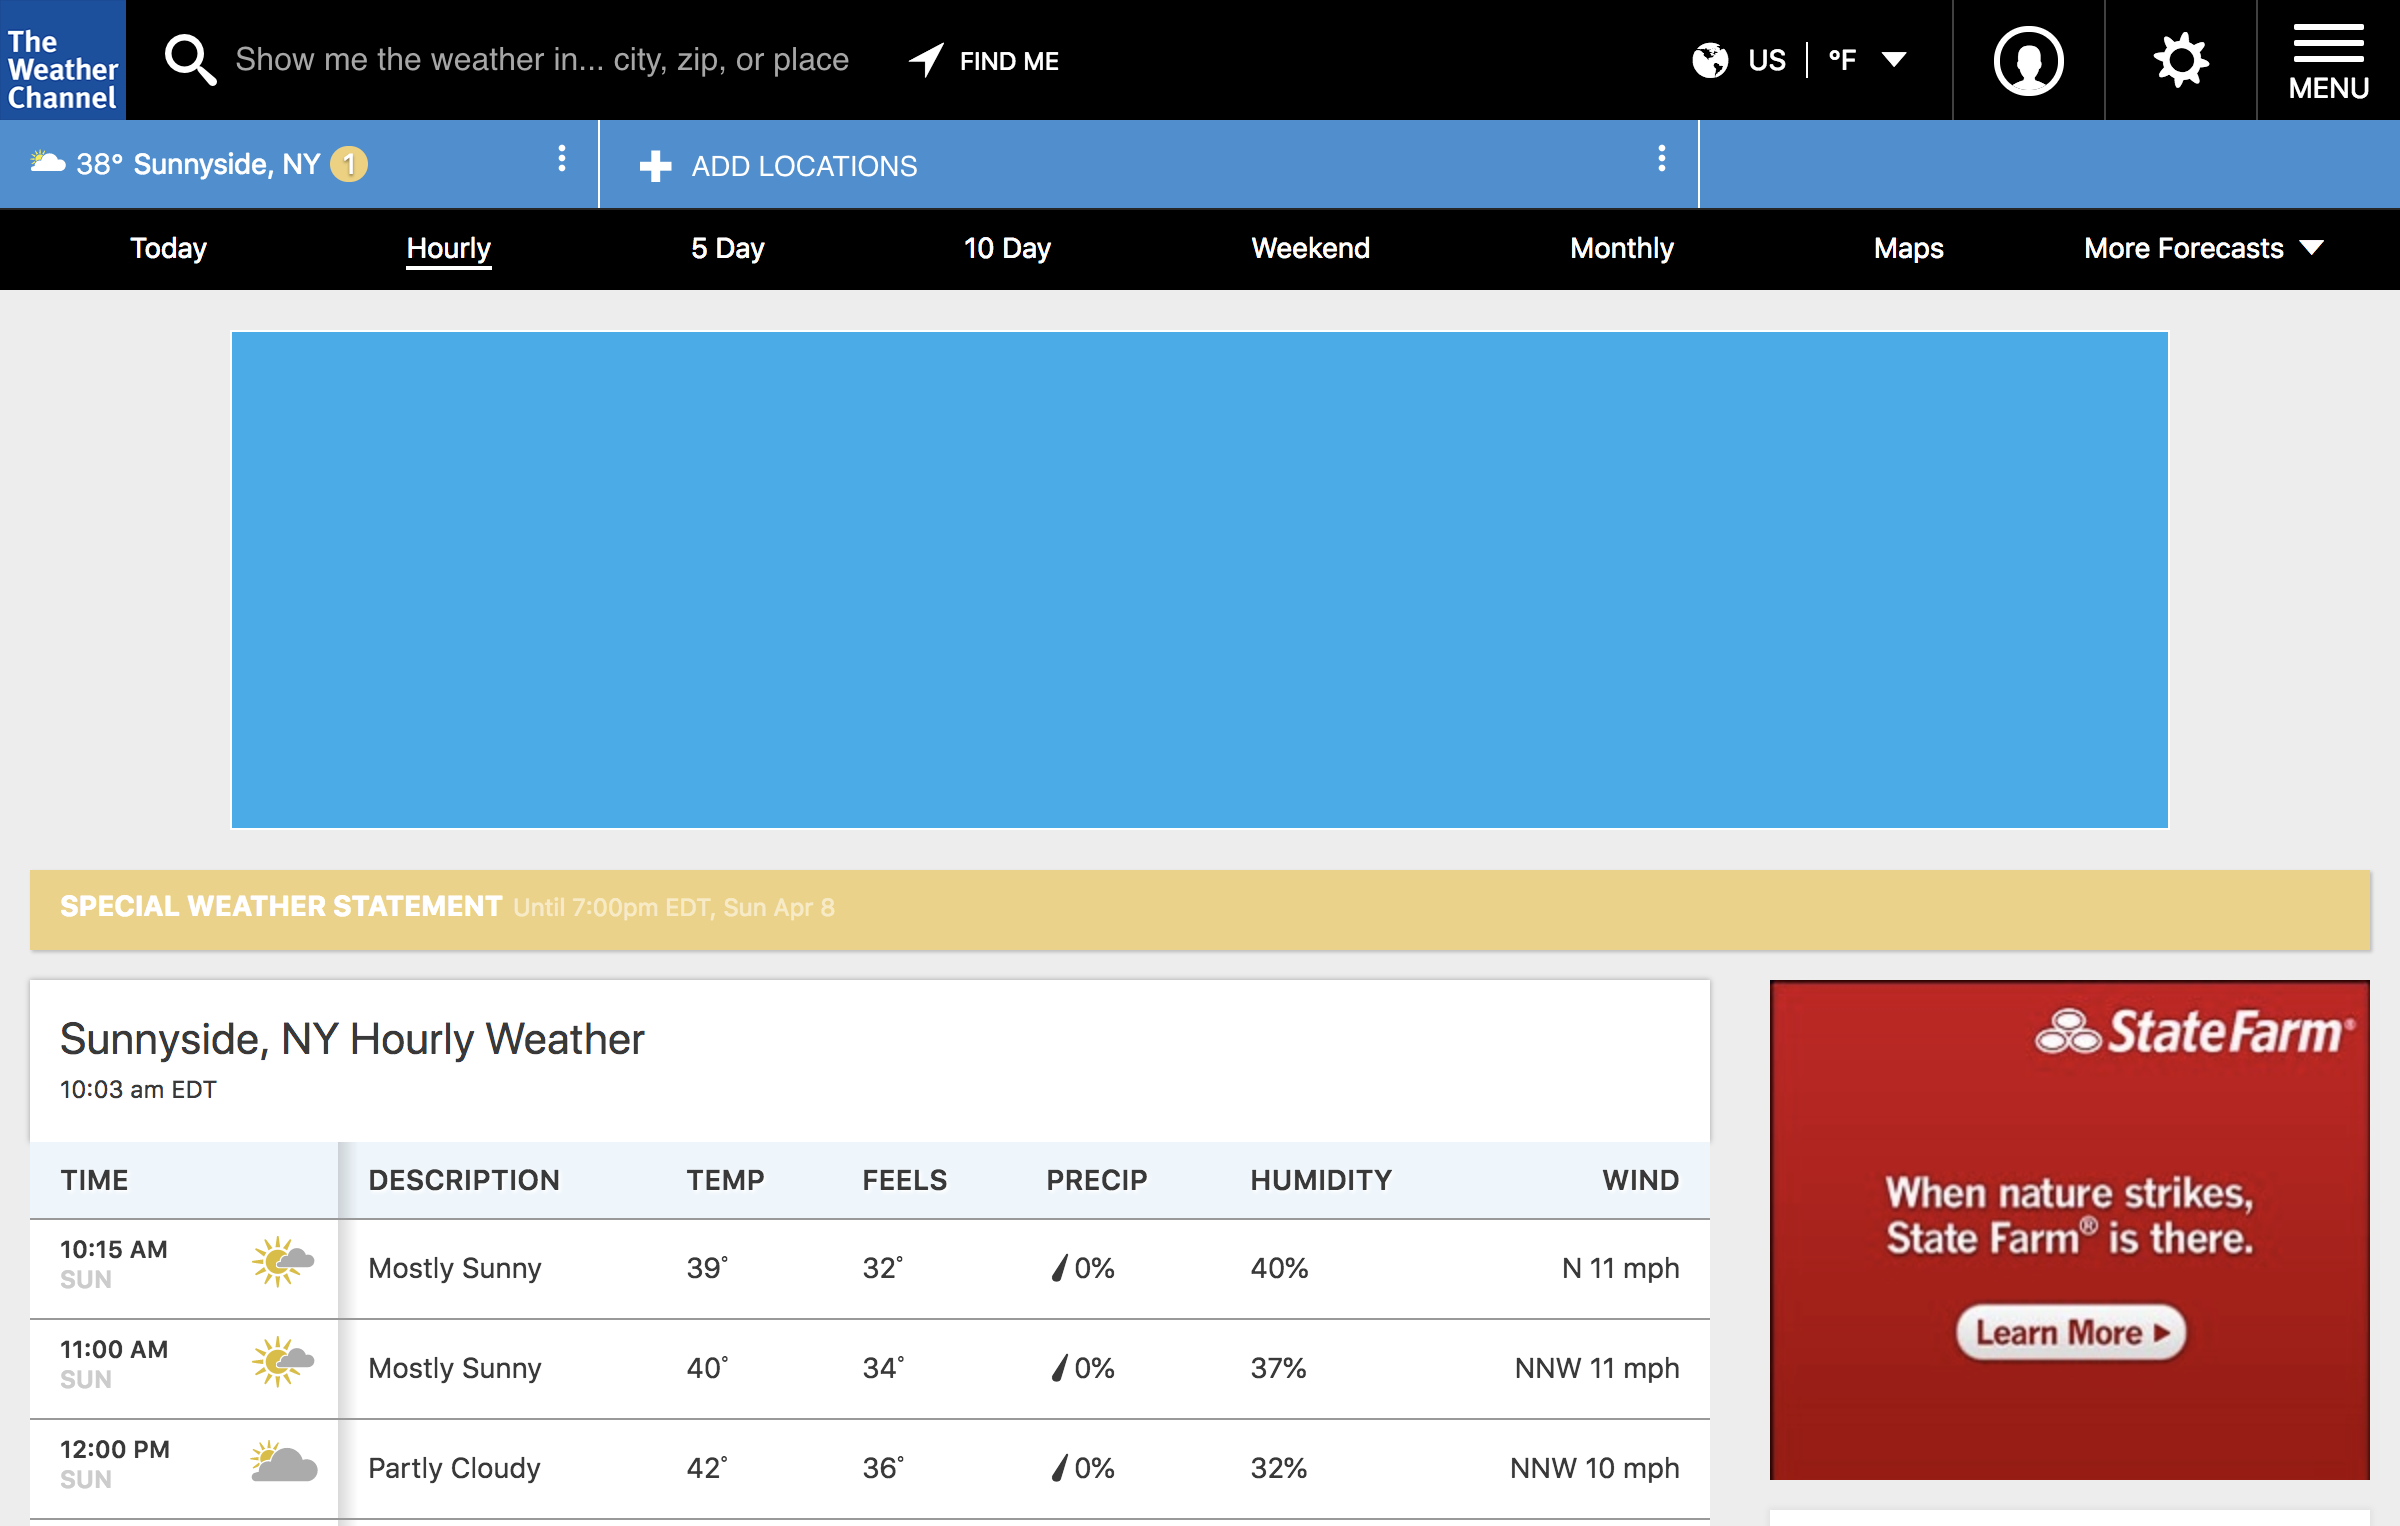 The
Weather
Channel
Show me the weather in... city, zip, or place
FIND ME
US
°F
MENU
38° Sunnyside, NY 1
ADD LOCATIONS
Today
Hourly
5 Day
10 Day
Weekend
Monthly
Maps
More Forecasts
SPECIAL WEATHER STATEMENT Until 7:00pm EDT, Sun Apr 8
Sunnyside, NY Hourly Weather
10:03 am EDT
TIME DESCRIPTION TEMP FEELS PRECIP HUMIDITY WIND
10:15 AM
SUN
Mostly Sunny 39° 32° 0% 40% N 11 mph
11:00 AM
SUN
Mostly Sunny 40° 34° 0% 37% NNW 11 mph
12:00 PM
SUN
Partly Cloudy 42° 36° 0% 32% NNW 10 mph
StateFarm®
When nature strikes,
State Farm® is there.
Learn More